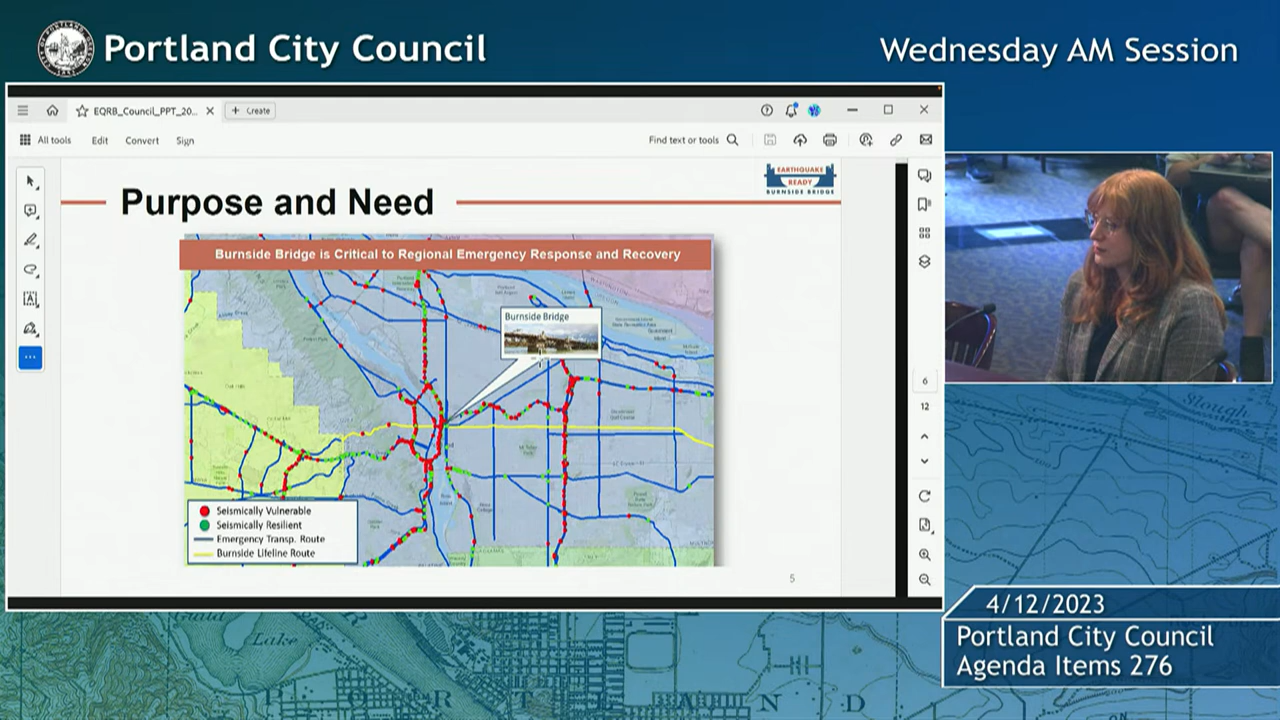 Portland City Council
Wednesday AM Session
EQRB_Council_PPT_20...
Create
All tools
Edit
Convert
Sign
Find text or tools
EARTHQUAKE
READY
BURNSIDE BRIDGE
Purpose and Need
Burnside Bridge is Critical to Regional Emergency Response and Recovery
Burnside Bridge
Seismically Vulnerable
Seismically Resilient
Emergency Transp. Route
Burnside Lifeline Route
5
6
12
4/12/2023
Portland City Council
Agenda Items 276
Slough
Guild
Lake